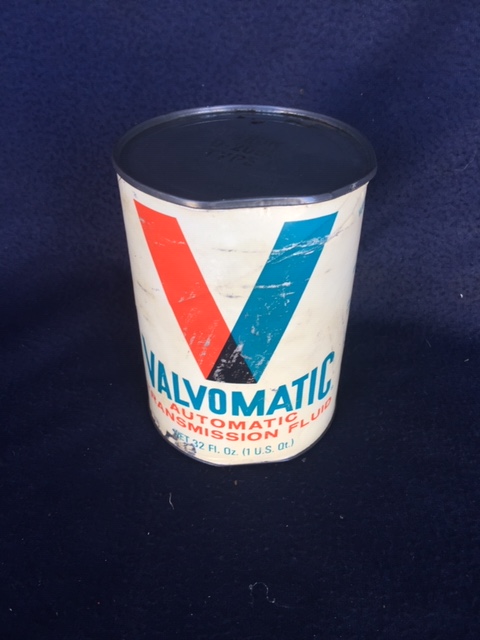 V
VALVOMATIC
AUTOMATIC
TRANSMISSION FLUID
NET 32 Fl. Oz. (1 U.S. Qt.)